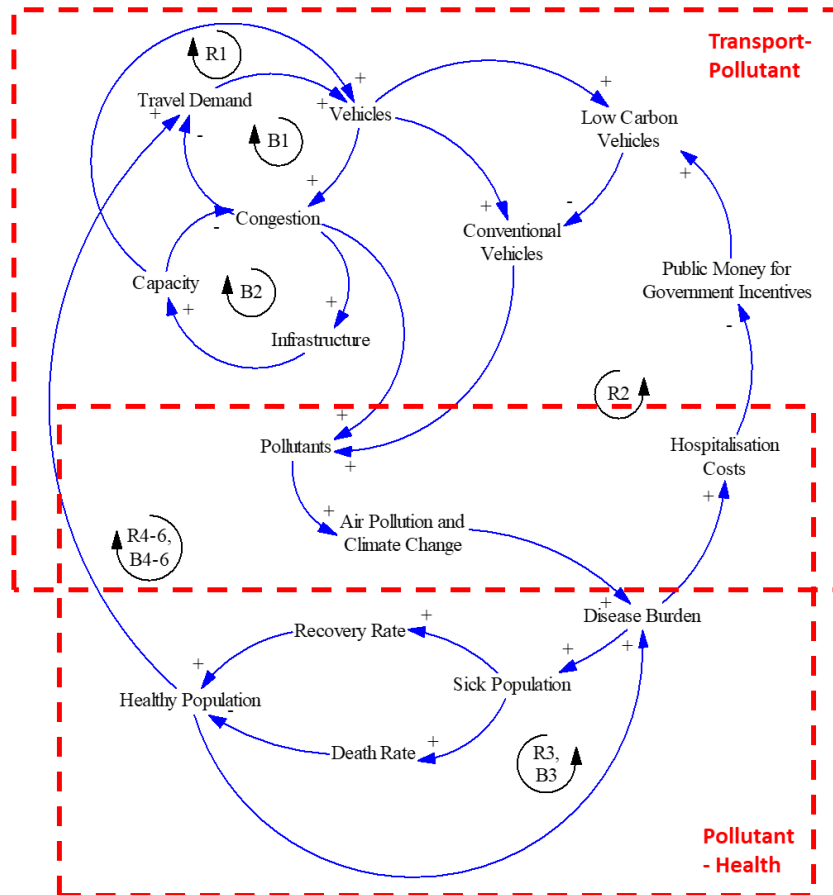 Transport-
Pollutant
R1
+
Travel Demand
+
+
Vehicles
+
Low Carbon
Vehicles
-
B1
+
+
-
+
Congestion
-
+
Conventional
Vehicles
Capacity
B2
+
+
Public Money for
Government Incentives
-
Infrastructure
R2
+
Pollutants
+
Hospitalisation
Costs
+
+
Air Pollution and
Climate Change
R4-6,
B4-6
+
Disease Burden
+
Recovery Rate
+
+
+
Healthy Population
-
Sick Population
Death Rate
+
R3,
B3
Pollutant
- Health